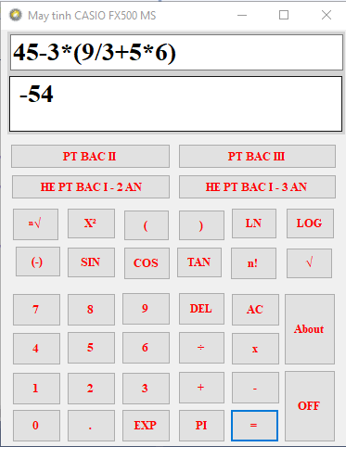 May tinh CASIO FX500 MS
45-3*(9/3+5*6)
-54
PT BAC II PT BAC III
HE PT BAC I - 2 AN HE PT BAC I - 3 AN
ⁿ√ X² ( ) LN LOG
(-) SIN COS TAN n! √
7 8 9 DEL AC About
4 5 6 ÷ x
1 2 3 + - OFF
0 . EXP PI =